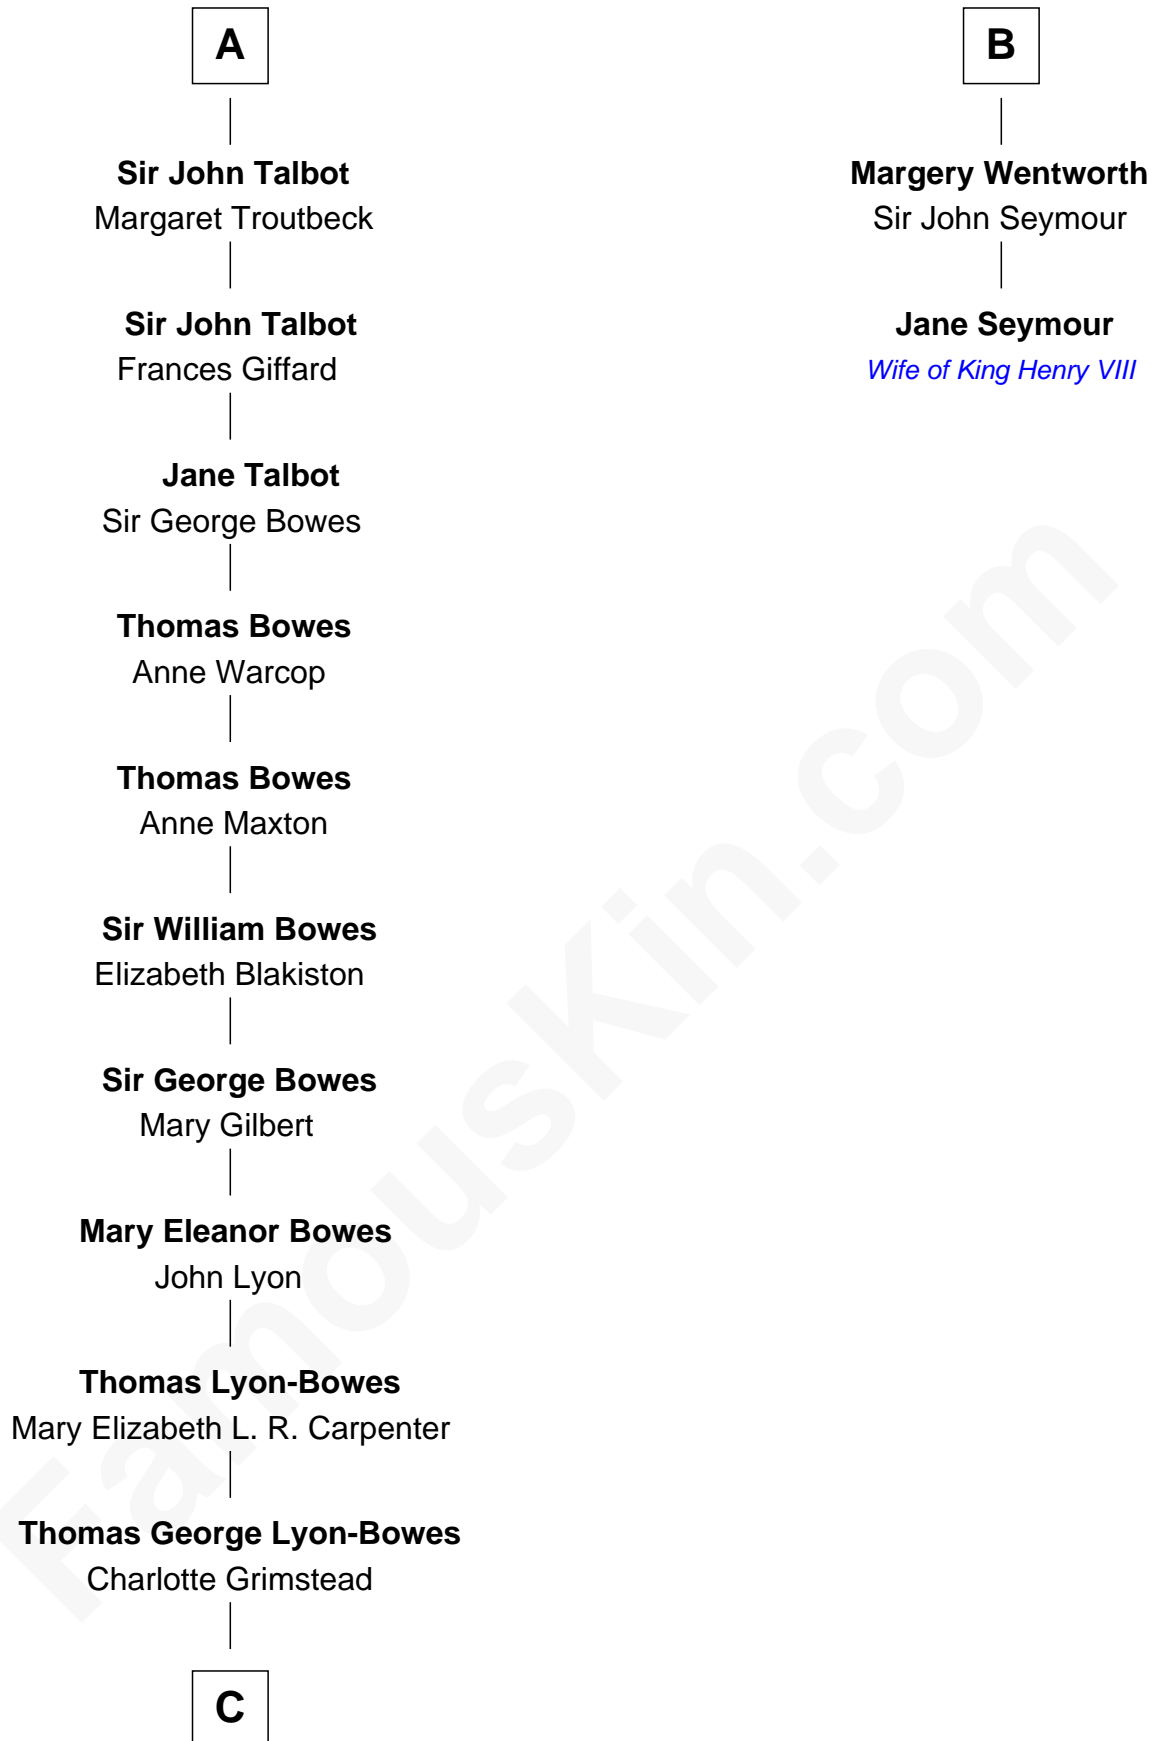 A
Sir John Talbot
Margaret Troutbeck
Sir John Talbot
Frances Giffard
Jane Talbot
Sir George Bowes
Thomas Bowes
Anne Warcop
Thomas Bowes
Anne Maxton
Sir William Bowes
Elizabeth Blakiston
Sir George Bowes
Mary Gilbert
Mary Eleanor Bowes
John Lyon
Thomas Lyon-Bowes
Mary Elizabeth L. R. Carpenter
Thomas George Lyon-Bowes
Charlotte Grimstead
C
B
Margery Wentworth
Sir John Seymour
Jane Seymour
Wife of King Henry VIII
FamousKin.com